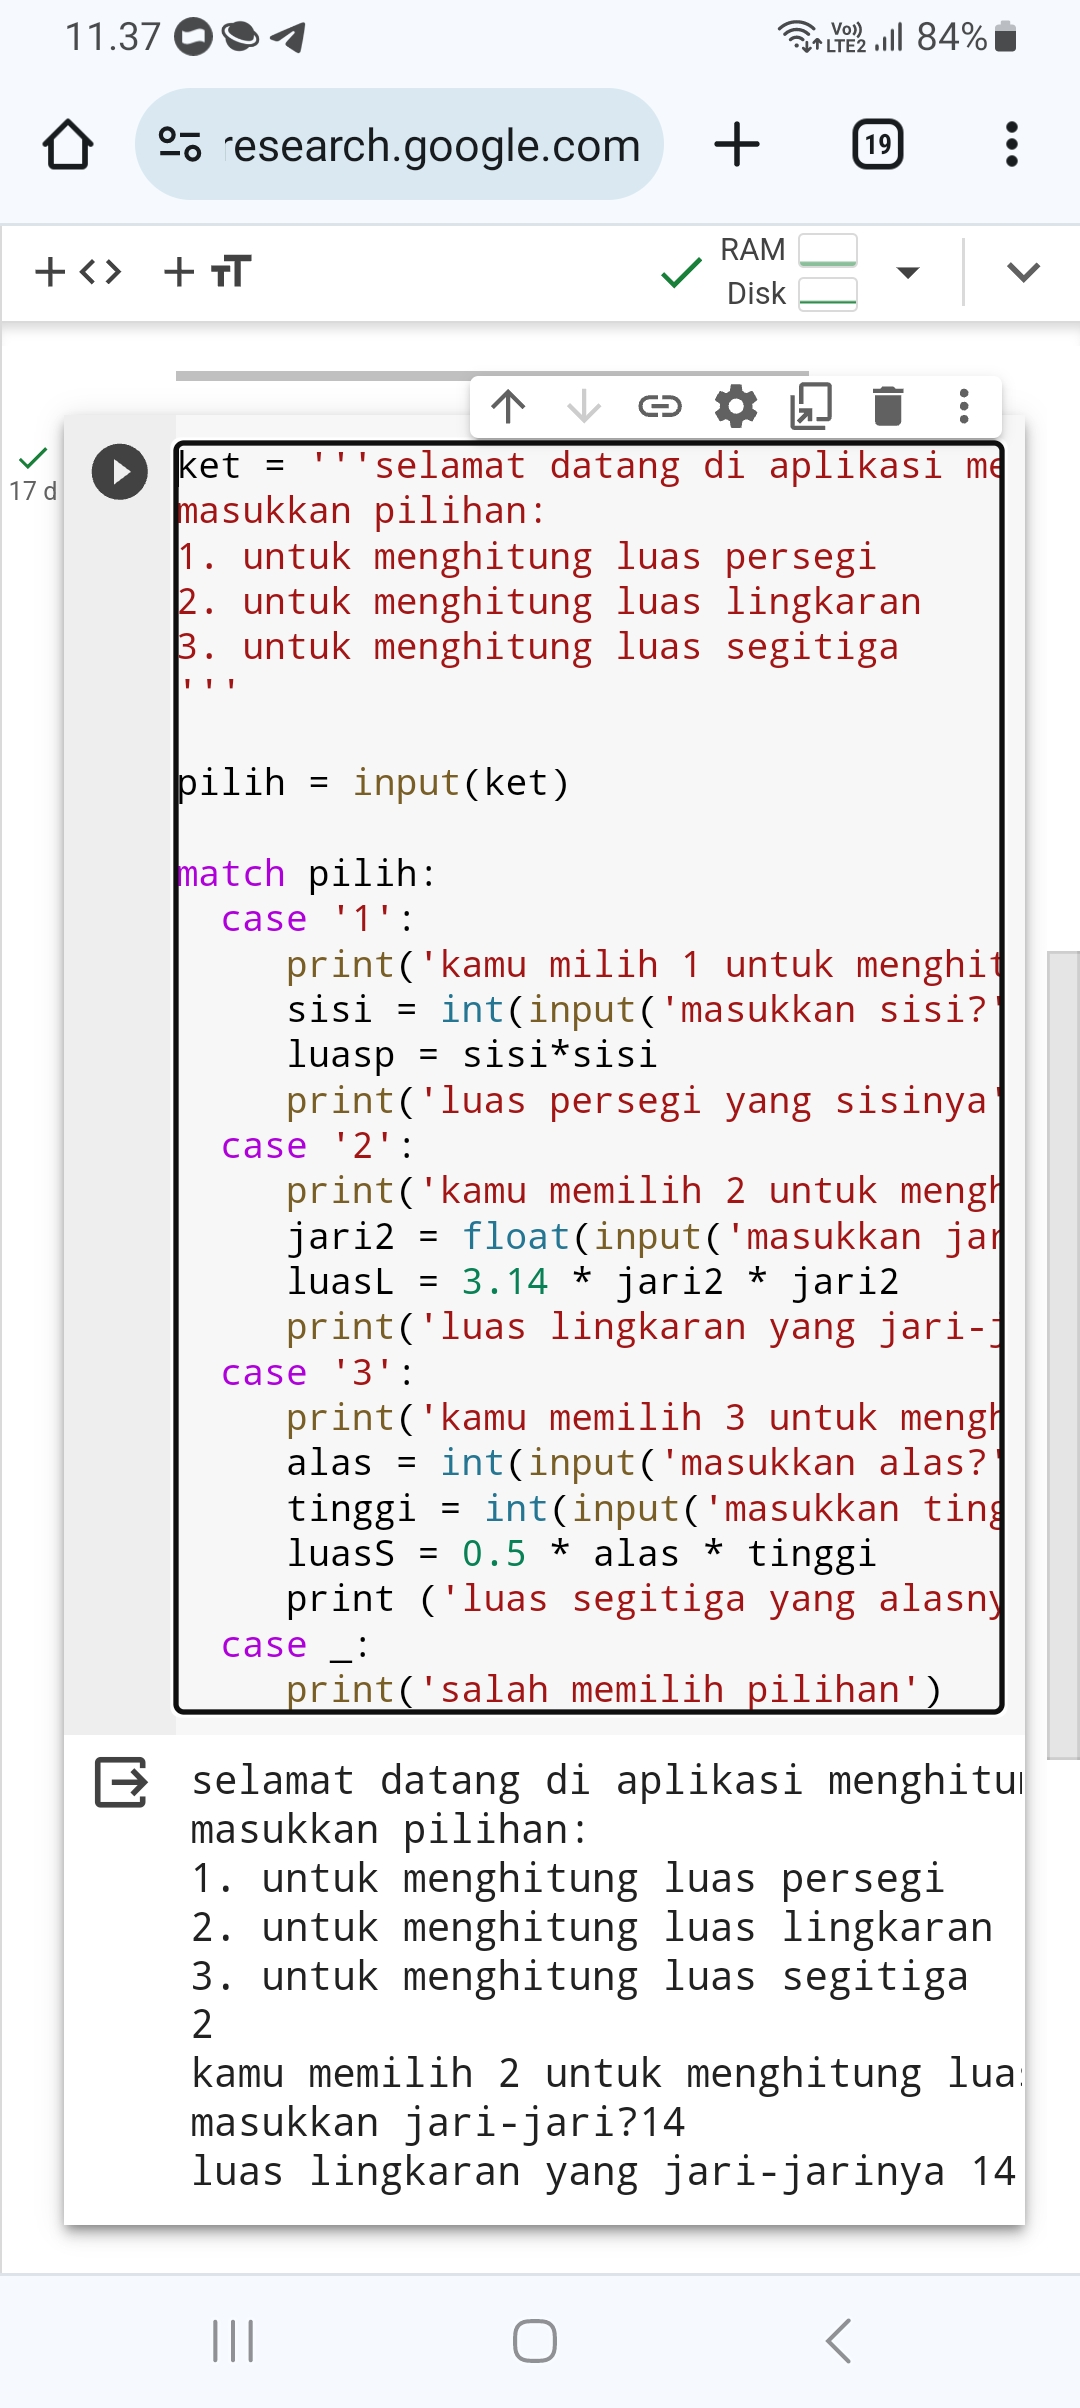 11.37
Vo)) LTE2 84%
research.google.com
19
RAM
Disk
17 d
ket = '''selamat datang di aplikasi me
masukkan pilihan:
1. untuk menghitung luas persegi
2. untuk menghitung luas lingkaran
3. untuk menghitung luas segitiga
'''
pilih = input(ket)
match pilih:
case '1':
print('kamu milih 1 untuk menghit
sisi = int(input('masukkan sisi?'
luasp = sisi*sisi
print('luas persegi yang sisinya'
case '2':
print('kamu memilih 2 untuk mengh
jari2 = float(input('masukkan jar
luasL = 3.14 * jari2 * jari2
print('luas lingkaran yang jari-j
case '3':
print('kamu memilih 3 untuk mengh
alas = int(input('masukkan alas?'
tinggi = int(input('masukkan ting
luasS = 0.5 * alas * tinggi
print ('luas segitiga yang alasny
case _:
print('salah memilih pilihan')
selamat datang di aplikasi menghitu
masukkan pilihan:
1. untuk menghitung luas persegi
2. untuk menghitung luas lingkaran
3. untuk menghitung luas segitiga
2
kamu memilih 2 untuk menghitung lua
masukkan jari-jari?14
luas lingkaran yang jari-jarinya 14